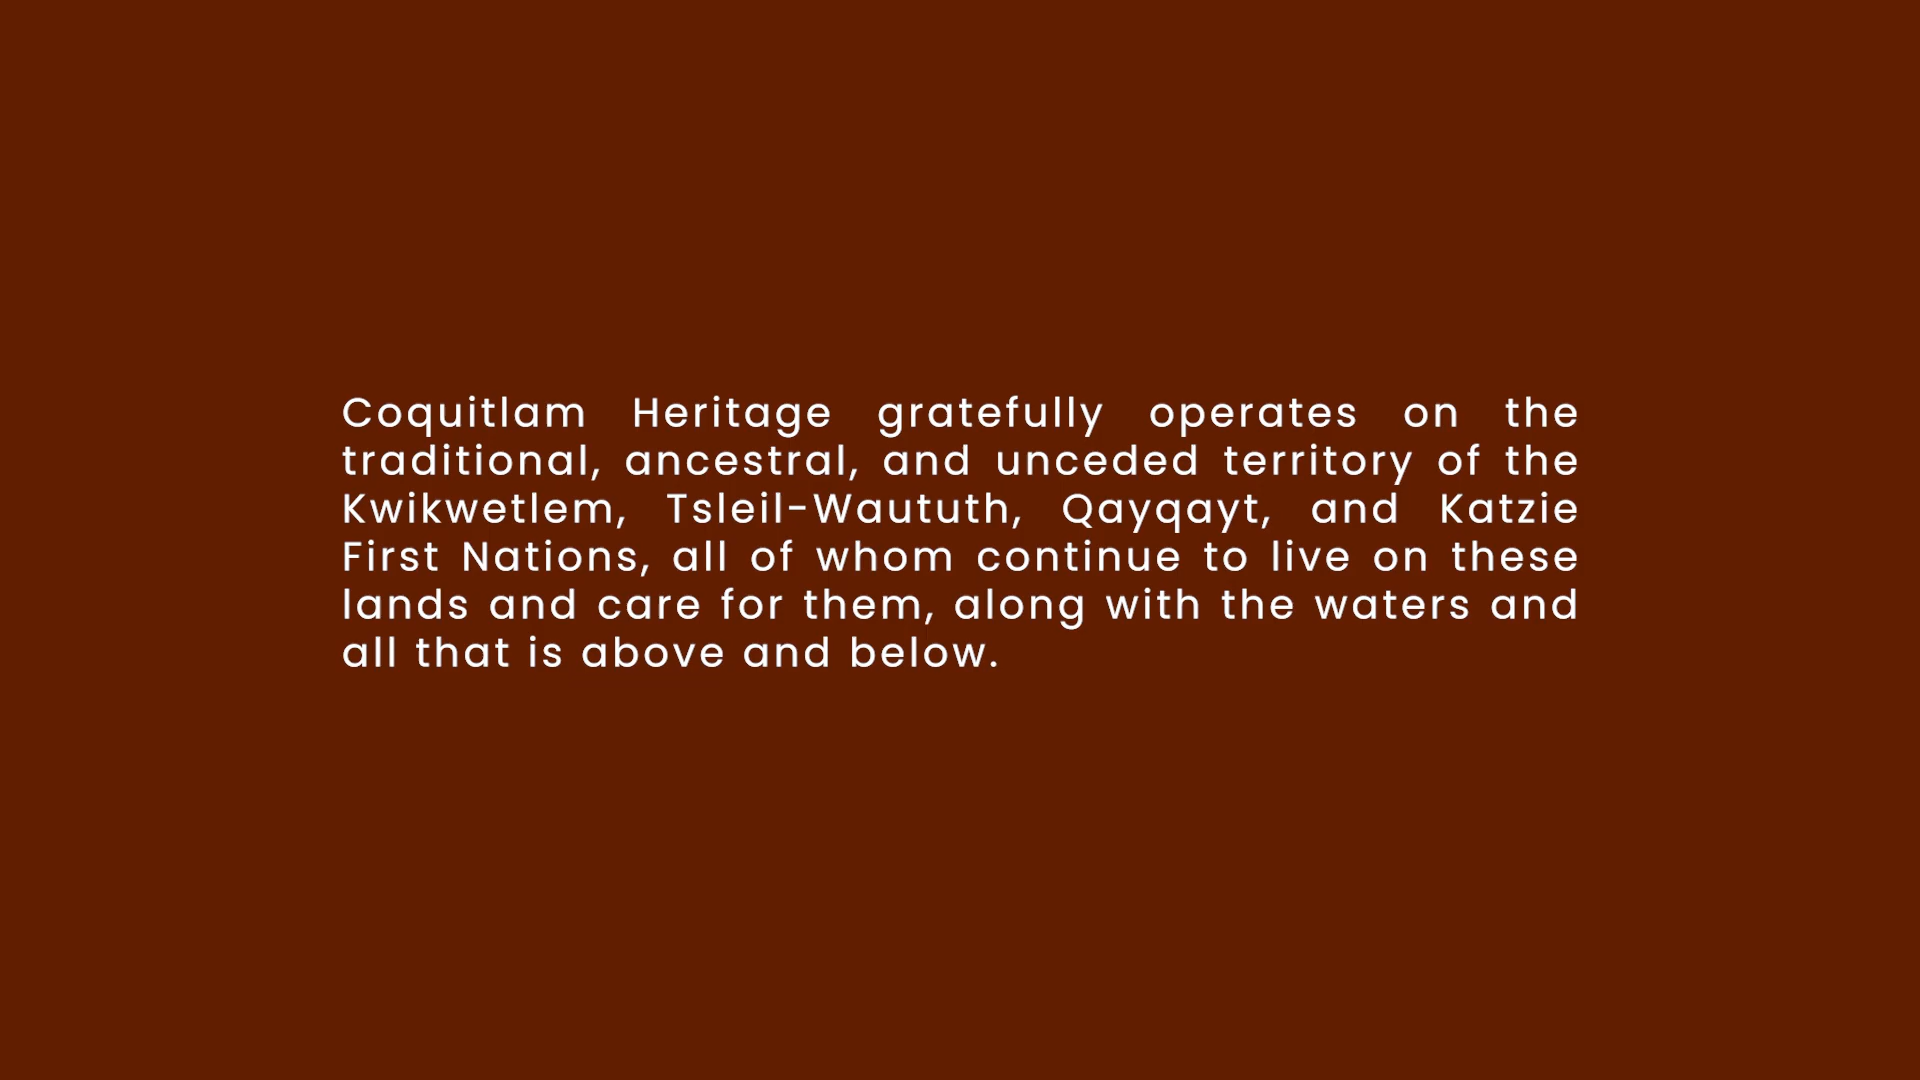 Coquitlam Heritage gratefully operates on the
traditional, ancestral, and unceded territory of the
Kwikwetlem, Tsleil-Waututh, Qayqayt, and Katzie
First Nations, all of whom continue to live on these
lands and care for them, along with the waters and
all that is above and below.